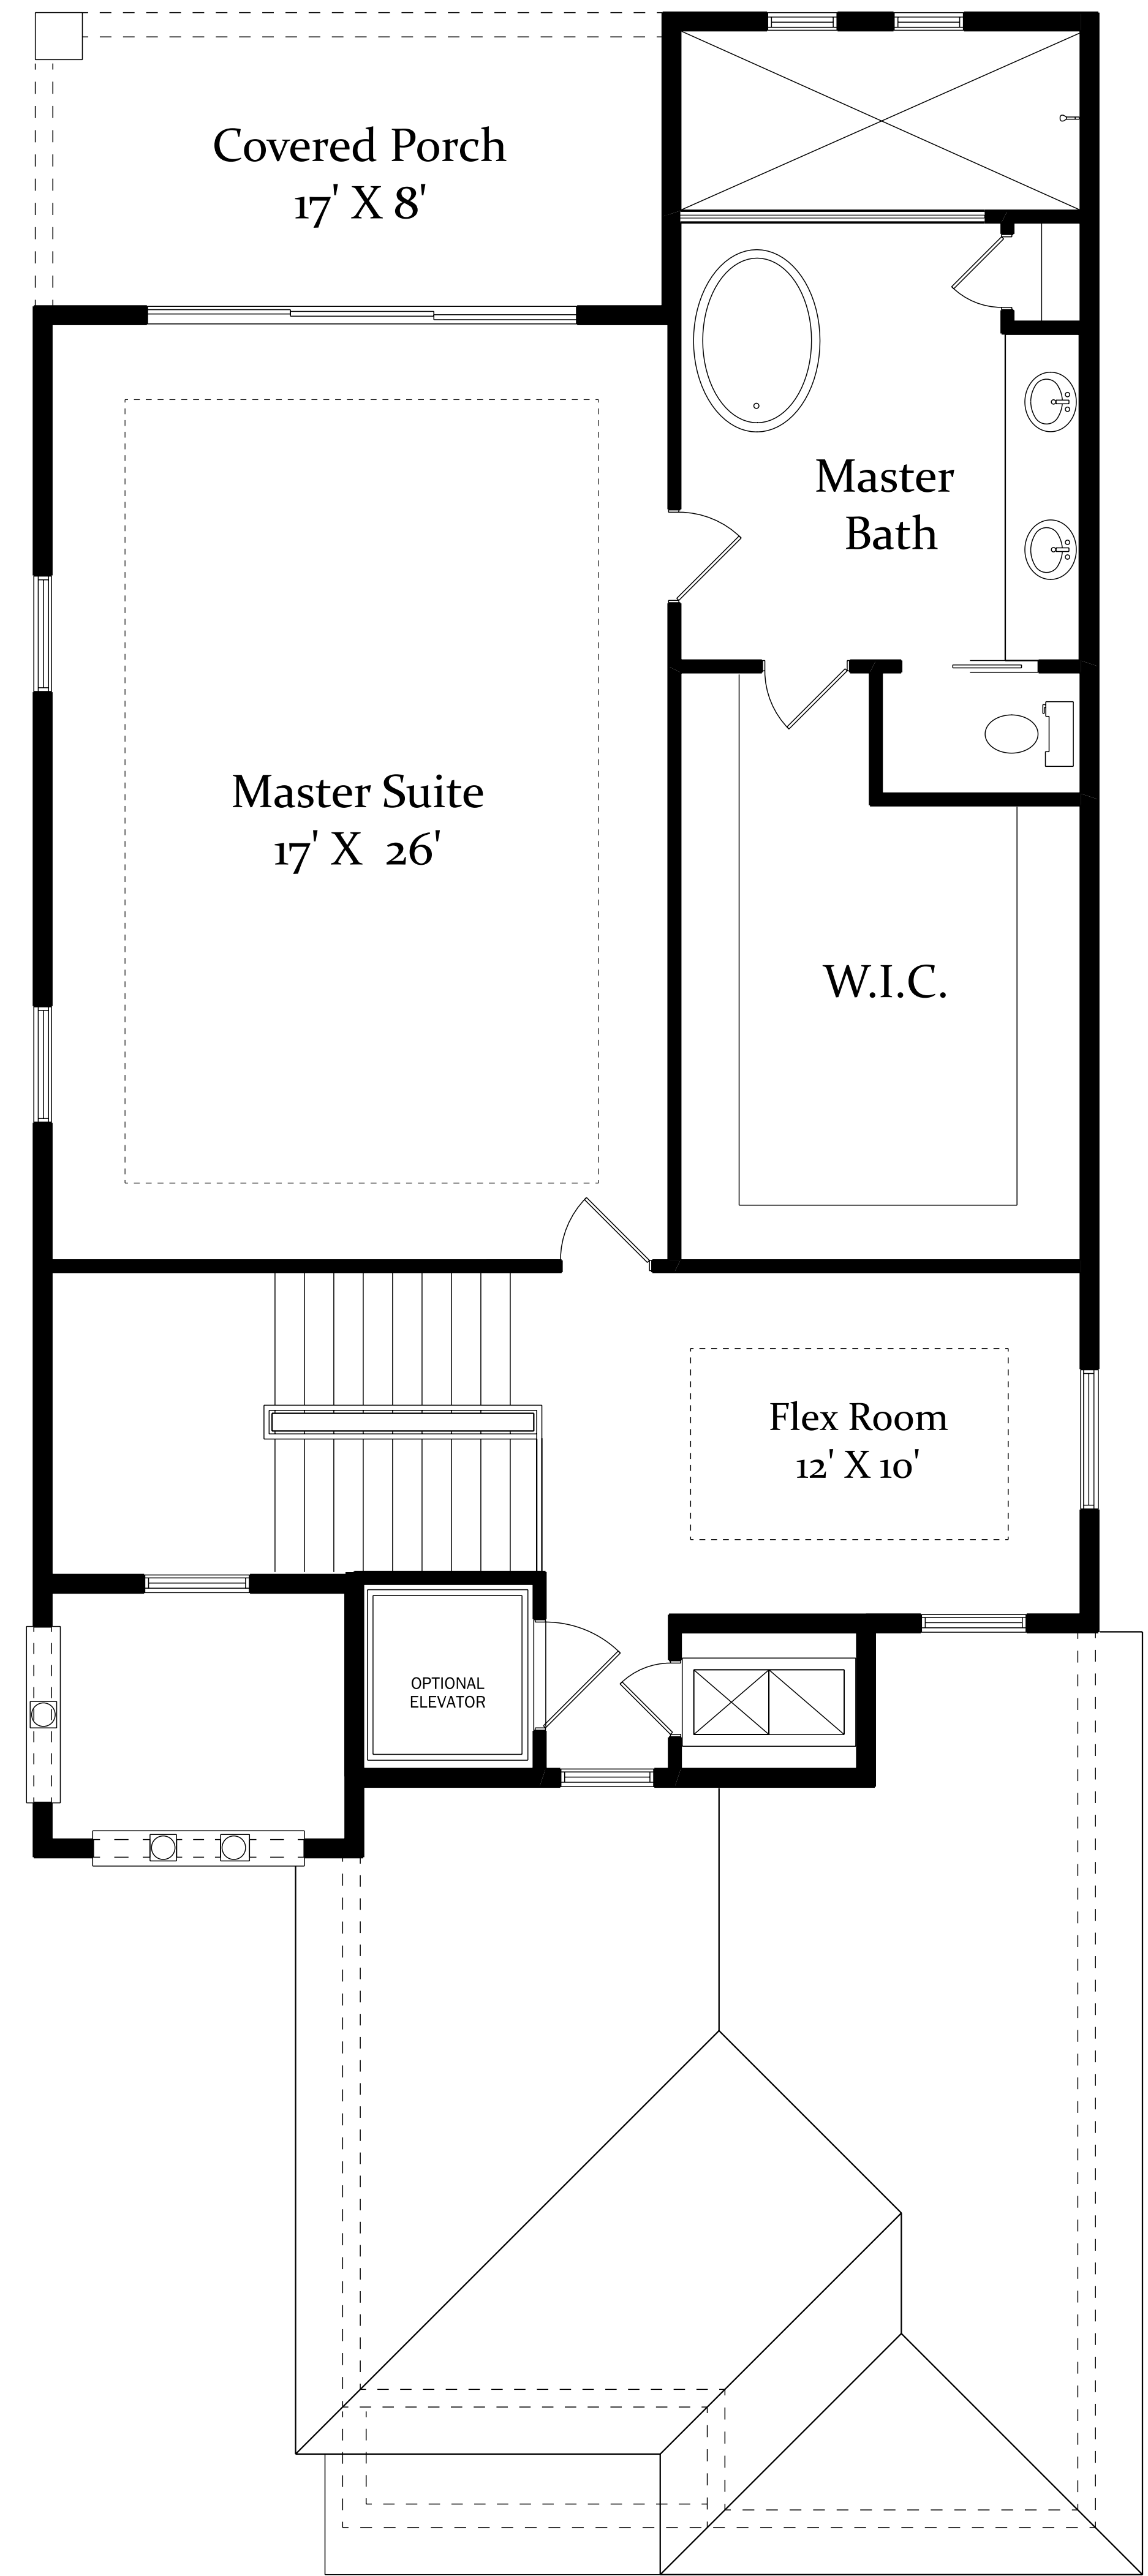 Covered Porch
17' X 8'
Master
Bath
Master Suite
17' X 26'
W.I.C.
Flex Room
12' X 10'
OPTIONAL
ELEVATOR